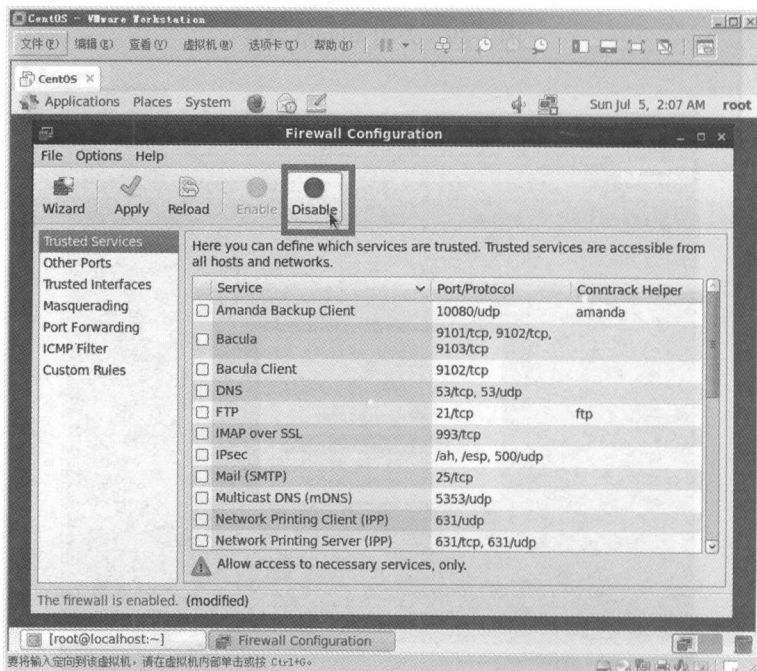 CentOS - VMware Workstation
文件(F) 编辑(E) 查看(V) 虚拟机(M) 选项卡(T) 帮助(H)
CentOS ×
Applications Places System Sun Jul 5, 2:07 AM root
Firewall Configuration
File Options Help
Wizard Apply Reload Enable Disable
Trusted Services
Other Ports
Trusted Interfaces
Masquerading
Port Forwarding
ICMP Filter
Custom Rules
Here you can define which services are trusted. Trusted services are accessible from
all hosts and networks.
Service Port/Protocol Conntrack Helper
Amanda Backup Client 10080/udp amanda
Bacula 9101/tcp, 9102/tcp,
9103/tcp
Bacula Client 9102/tcp
DNS 53/tcp, 53/udp
FTP 21/tcp ftp
IMAP over SSL 993/tcp
IPsec /ah, /esp, 500/udp
Mail (SMTP) 25/tcp
Multicast DNS (mDNS) 5353/udp
Network Printing Client (IPP) 631/udp
Network Printing Server (IPP) 631/tcp, 631/udp
Allow access to necessary services, only.
The firewall is enabled. (modified)
[root@localhost:~] Firewall Configuration
要将输入定向到该虚拟机，请在虚拟机内部单击或按 Ctrl+G。